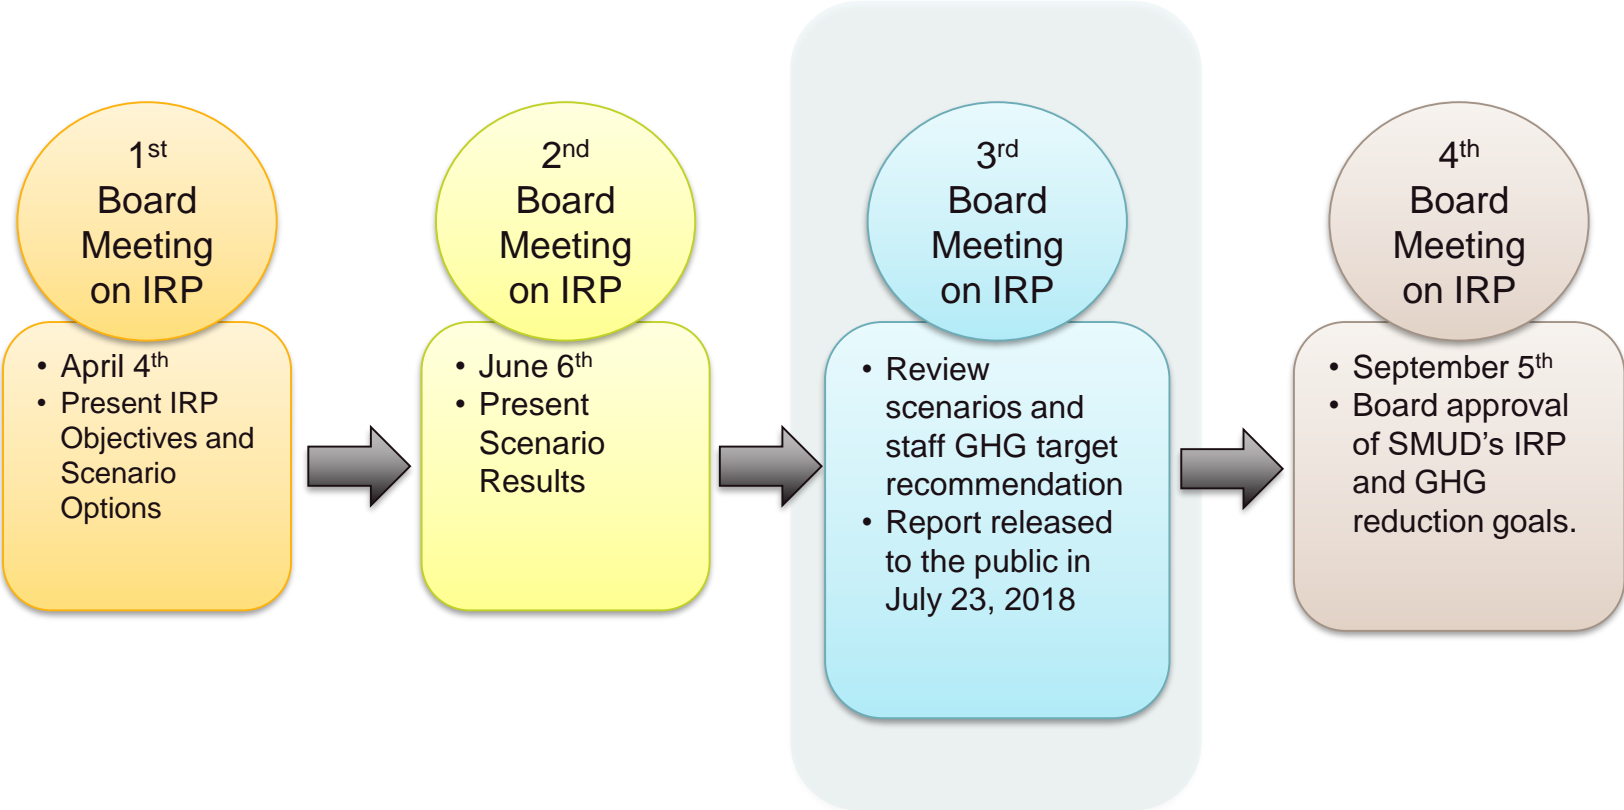 1st
Board
Meeting
on IRP
• April 4th
• Present IRP
Objectives and
Scenario
Options
2nd
Board
Meeting
on IRP
• June 6th
• Present
Scenario
Results
3rd
Board
Meeting
on IRP
• Review
scenarios and
staff GHG target
recommendation
• Report released
to the public in
July 23, 2018
4th
Board
Meeting
on IRP
• September 5th
• Board approval
of SMUD’s IRP
and GHG
reduction goals.